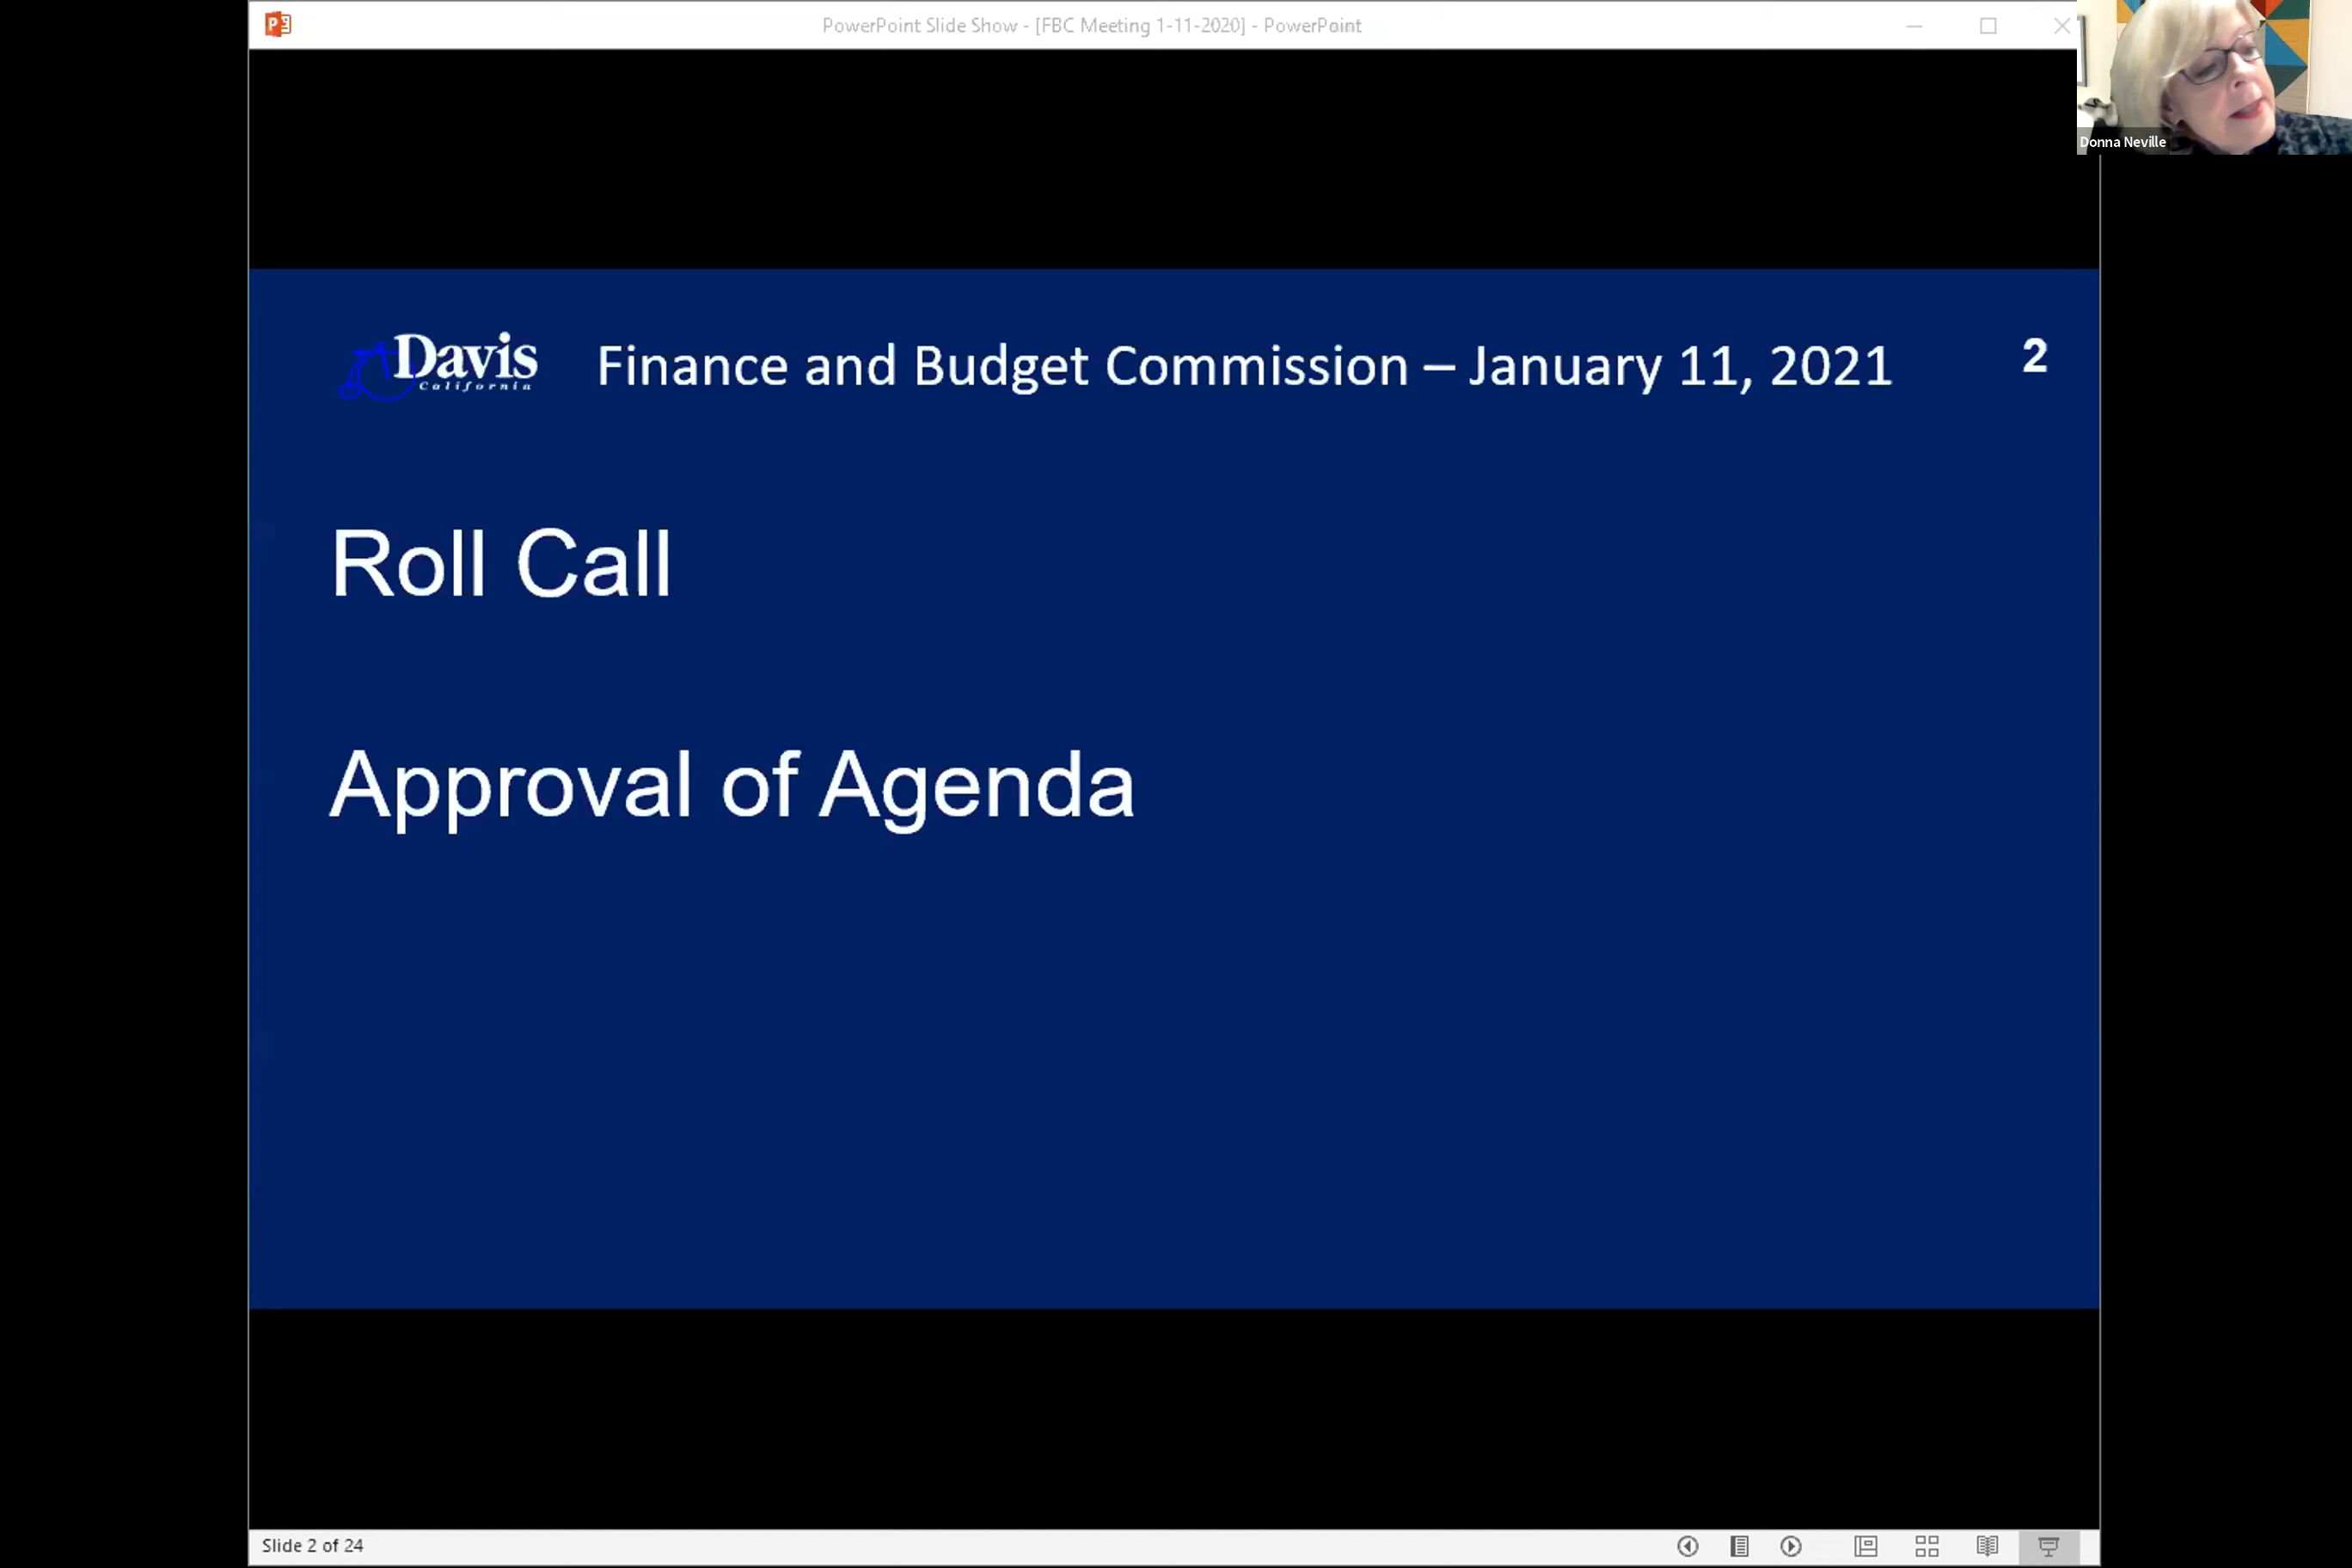 PowerPoint Slide Show - [FBC Meeting 1-11-2020] - PowerPoint
Donna Neville
Davis
California
Finance and Budget Commission – January 11, 2021
2
Roll Call
Approval of Agenda
Slide 2 of 24